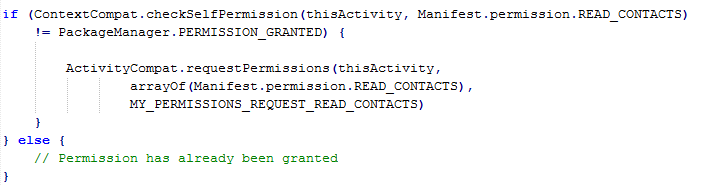 if (ContextCompat.checkSelfPermission(thisActivity, Manifest.permission.READ_CONTACTS)
    != PackageManager.PERMISSION_GRANTED) {

        ActivityCompat.requestPermissions(thisActivity,
                arrayOf(Manifest.permission.READ_CONTACTS),
                MY_PERMISSIONS_REQUEST_READ_CONTACTS)
    }
} else {
    // Permission has already been granted
}